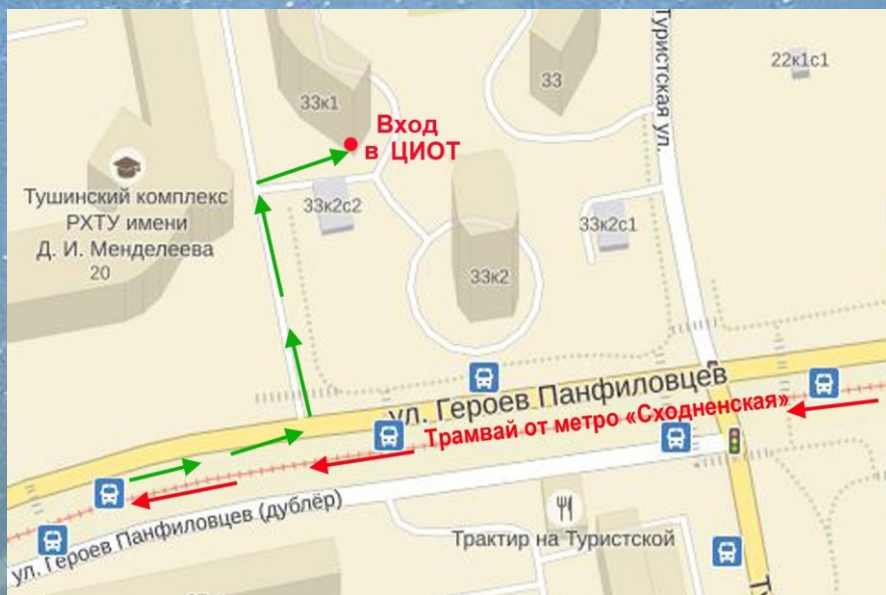 Туристская ул.
22к1с1
33к1
33
Вход
в ЦИОТ
Тушинский комплекс
РХТУ имени
Д. И. Менделеева
20
33к2с2
33к2с1
33к2
ул. Героев Панфиловцев
Трамвай от метро «Сходненская»
ул. Героев Панфиловцев (дублёр)
Трактир на Туристской